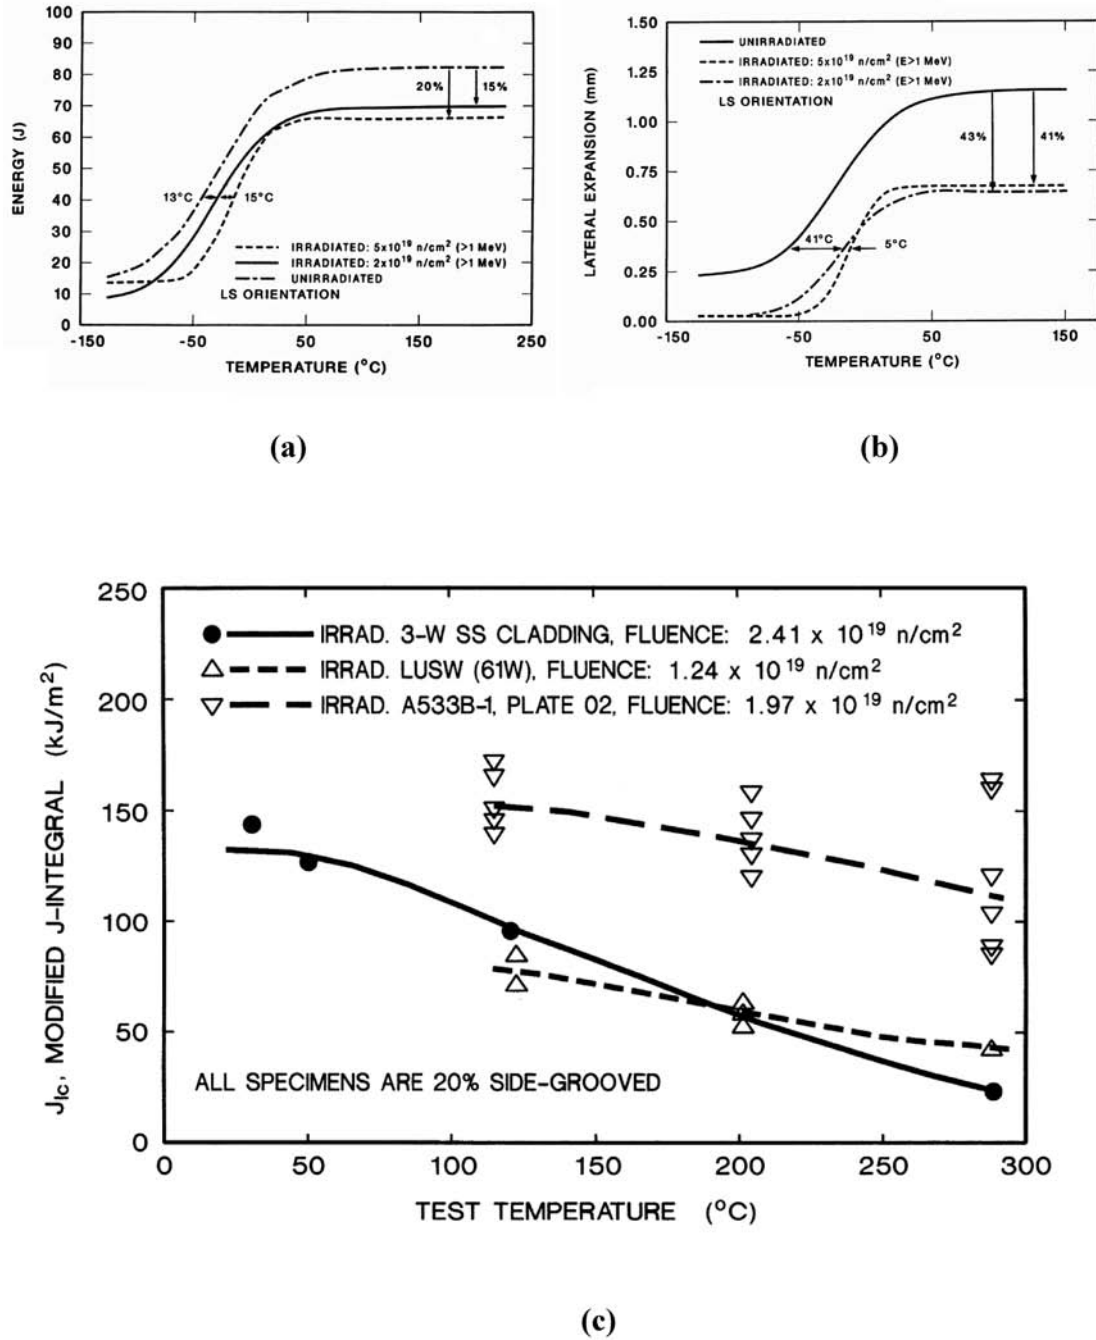 100
90
80
70
60
50
40
30
20
10
0
ENERGY (J)
20%
15%
13°C
15°C
IRRADIATED: 5x10¹⁹ n/cm² (>1 MeV)
IRRADIATED: 2x10¹⁹ n/cm² (>1 MeV)
UNIRRADIATED
LS ORIENTATION
-150
-50
50
150
250
TEMPERATURE (°C)
(a)
1.50
1.25
1.00
0.75
0.50
0.25
0.00
LATERAL EXPANSION (mm)
UNIRRADIATED
IRRADIATED: 5x10¹⁹ n/cm² (E>1 MeV)
IRRADIATED: 2x10¹⁹ n/cm² (E>1 MeV)
LS ORIENTATION
43%
41%
41°C
5°C
-150
-50
50
150
TEMPERATURE (°C)
(b)
250
200
150
100
50
0
J_Ic, MODIFIED J-INTEGRAL (kJ/m²)
IRRAD. 3-W SS CLADDING, FLUENCE: 2.41 x 10¹⁹ n/cm²
IRRAD. LUSW (61W), FLUENCE: 1.24 x 10¹⁹ n/cm²
IRRAD. A533B-1, PLATE 02, FLUENCE: 1.97 x 10¹⁹ n/cm²
ALL SPECIMENS ARE 20% SIDE-GROOVED
0
50
100
150
200
250
300
TEST TEMPERATURE (°C)
(c)